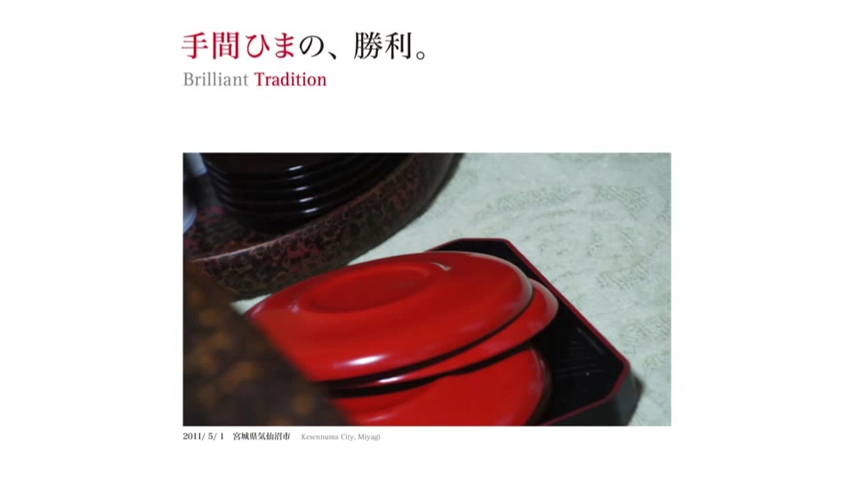 手間ひまの、勝利。
Brilliant Tradition
2011/ 5/ 1 宮城県気仙沼市 Kesennuma City, Miyagi